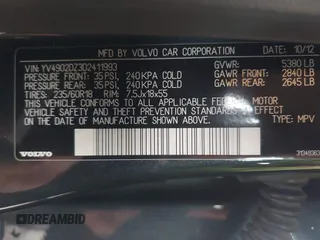 MFD. BY VOLVO CAR CORPORATION 10/12
VIN: YV4902DZ3D2411993 GVWR: 5380 LB
PRESSURE FRONT: 35 PSI, 240 KPA COLD GAWR FRONT: 2840 LB
PRESSURE REAR: 35 PSI, 240 KPA COLD GAWR REAR: 2645 LB
TIRES: 235/60R18 RIM: 7.5Jx18x55
THIS VEHICLE CONFORMS TO ALL APPLICABLE U.S. FEDERAL MOTOR
VEHICLE SAFETY AND THEFT PREVENTION STANDARDS IN EFFECT ON
THE DATE OF MANUFACTURE SHOWN ABOVE. TYPE: MPV
VOLVO
DREAMBID